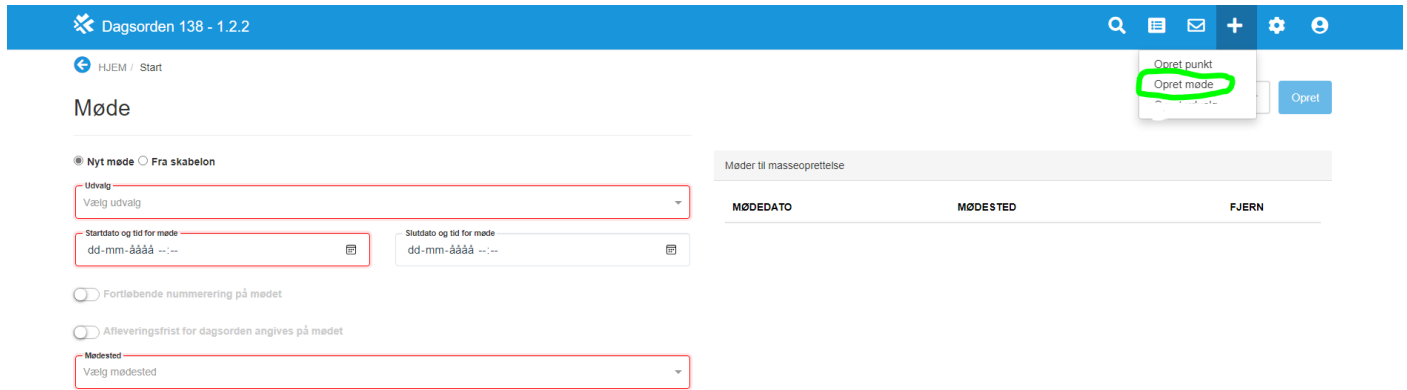 Dagsorden 138 - 1.2.2
HJEM / Start
Opret punkt
Opret møde
Møde
Opret
Nyt møde Fra skabelon
Møder til masseoprettelse
Udvalg
Vælg udvalg
MØDEDATO MØDESTED FJERN
Startdato og tid for møde Slutdato og tid for møde
dd-mm-åååå --:-- dd-mm-åååå --:--
Fortløbende nummerering på mødet
Afleveringsfrist for dagsorden angives på mødet
Mødested
Vælg mødested